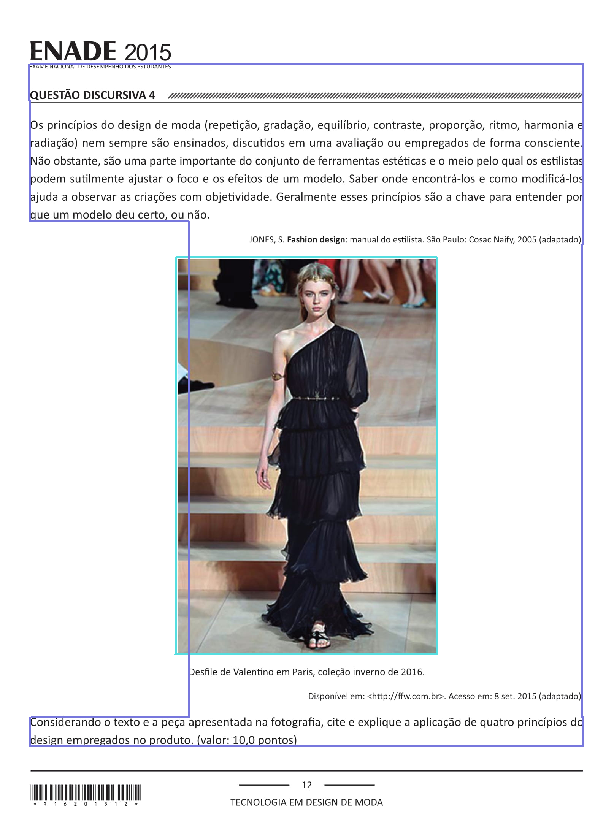 ENADE 2015
EXAME NACIONAL DE DESEMPENHO DOS ESTUDANTES
QUESTÃO DISCURSIVA 4
Os princípios do design de moda (repetição, gradação, equilíbrio, contraste, proporção, ritmo, harmonia e
radiação) nem sempre são ensinados, discutidos em uma avaliação ou empregados de forma consciente.
Não obstante, são uma parte importante do conjunto de ferramentas estéticas e o meio pelo qual os estilistas
podem sutilmente ajustar o foco e os efeitos de um modelo. Saber onde encontrá-los e como modificá-los
ajuda a observar as criações com objetividade. Geralmente esses princípios são a chave para entender por
que um modelo deu certo, ou não.
JONES, S. Fashion design: manual do estilista. São Paulo: Cosac Naify, 2005 (adaptado).
Desfile de Valentino em Paris, coleção inverno de 2016.
Disponível em: <http://ffw.com.br>. Acesso em: 8 set. 2015 (adaptado).
Considerando o texto e a peça apresentada na fotografia, cite e explique a aplicação de quatro princípios do
design empregados no produto. (valor: 10,0 pontos)
12
TECNOLOGIA EM DESIGN DE MODA